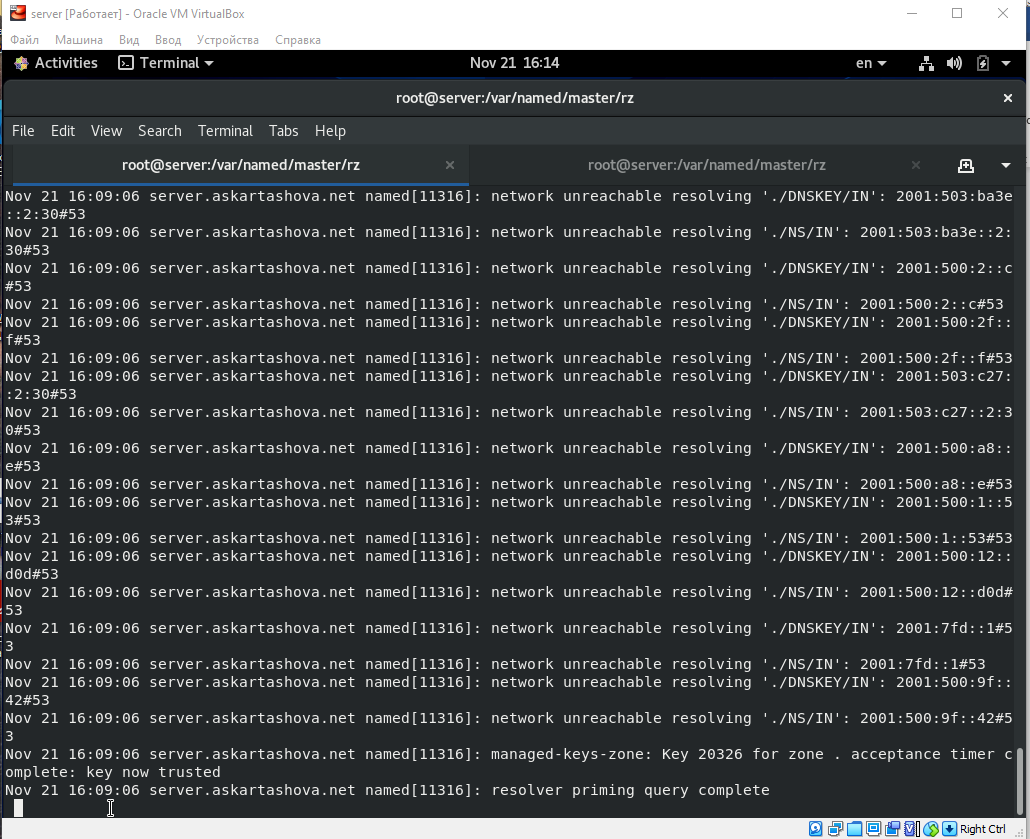 server [Работает] - Oracle VM VirtualBox
Файл Машина Вид Ввод Устройства Справка
Activities Terminal Nov 21 16:14 en
root@server:/var/named/master/rz
File Edit View Search Terminal Tabs Help
root@server:/var/named/master/rz root@server:/var/named/master/rz
Nov 21 16:09:06 server.askartashova.net named[11316]: network unreachable resolving './DNSKEY/IN': 2001:503:ba3e
::2:30#53
Nov 21 16:09:06 server.askartashova.net named[11316]: network unreachable resolving './NS/IN': 2001:503:ba3e::2:
30#53
Nov 21 16:09:06 server.askartashova.net named[11316]: network unreachable resolving './DNSKEY/IN': 2001:500:2::c
#53
Nov 21 16:09:06 server.askartashova.net named[11316]: network unreachable resolving './NS/IN': 2001:500:2::c#53
Nov 21 16:09:06 server.askartashova.net named[11316]: network unreachable resolving './DNSKEY/IN': 2001:500:2f::
f#53
Nov 21 16:09:06 server.askartashova.net named[11316]: network unreachable resolving './NS/IN': 2001:500:2f::f#53
Nov 21 16:09:06 server.askartashova.net named[11316]: network unreachable resolving './DNSKEY/IN': 2001:503:c27:
:2:30#53
Nov 21 16:09:06 server.askartashova.net named[11316]: network unreachable resolving './NS/IN': 2001:503:c27::2:3
0#53
Nov 21 16:09:06 server.askartashova.net named[11316]: network unreachable resolving './DNSKEY/IN': 2001:500:a8::
e#53
Nov 21 16:09:06 server.askartashova.net named[11316]: network unreachable resolving './NS/IN': 2001:500:a8::e#53
Nov 21 16:09:06 server.askartashova.net named[11316]: network unreachable resolving './DNSKEY/IN': 2001:500:1::5
3#53
Nov 21 16:09:06 server.askartashova.net named[11316]: network unreachable resolving './NS/IN': 2001:500:1::53#53
Nov 21 16:09:06 server.askartashova.net named[11316]: network unreachable resolving './DNSKEY/IN': 2001:500:12::
d0d#53
Nov 21 16:09:06 server.askartashova.net named[11316]: network unreachable resolving './NS/IN': 2001:500:12::d0d#
53
Nov 21 16:09:06 server.askartashova.net named[11316]: network unreachable resolving './DNSKEY/IN': 2001:7fd::1#5
3
Nov 21 16:09:06 server.askartashova.net named[11316]: network unreachable resolving './NS/IN': 2001:7fd::1#53
Nov 21 16:09:06 server.askartashova.net named[11316]: network unreachable resolving './DNSKEY/IN': 2001:500:9f::
42#53
Nov 21 16:09:06 server.askartashova.net named[11316]: network unreachable resolving './NS/IN': 2001:500:9f::42#5
3
Nov 21 16:09:06 server.askartashova.net named[11316]: managed-keys-zone: Key 20326 for zone . acceptance timer c
omplete: key now trusted
Nov 21 16:09:06 server.askartashova.net named[11316]: resolver priming query complete
Right Ctrl